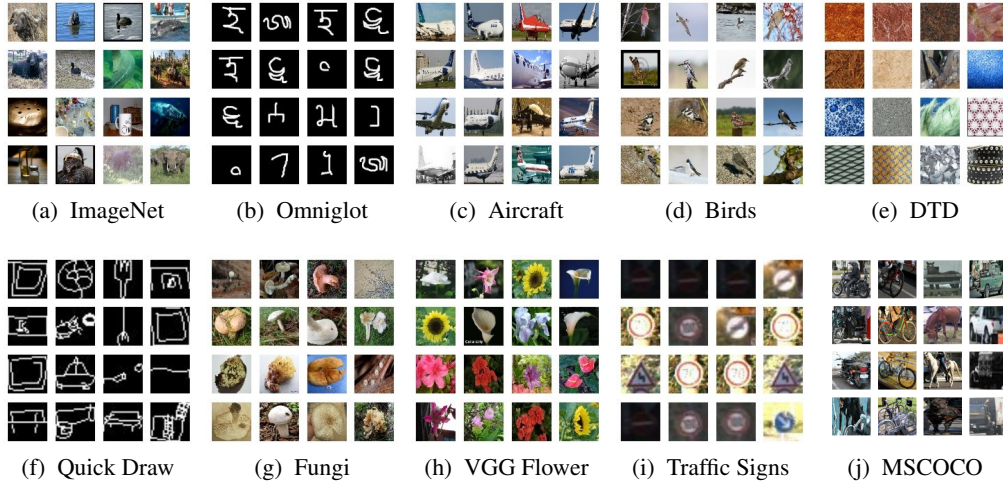 (a) ImageNet
(b) Omniglot
(c) Aircraft
(d) Birds
(e) DTD
(f) Quick Draw
(g) Fungi
(h) VGG Flower
(i) Traffic Signs
(j) MSCOCO